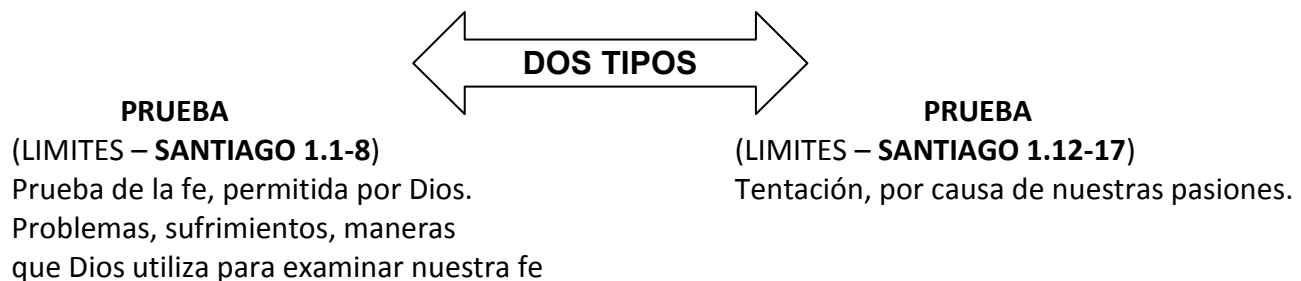 DOS TIPOS
PRUEBA
(LIMITES – SANTIAGO 1.1-8)
Prueba de la fe, permitida por Dios.
Problemas, sufrimientos, maneras
que Dios utiliza para examinar nuestra fe
PRUEBA
(LIMITES – SANTIAGO 1.12-17)
Tentación, por causa de nuestras pasiones.